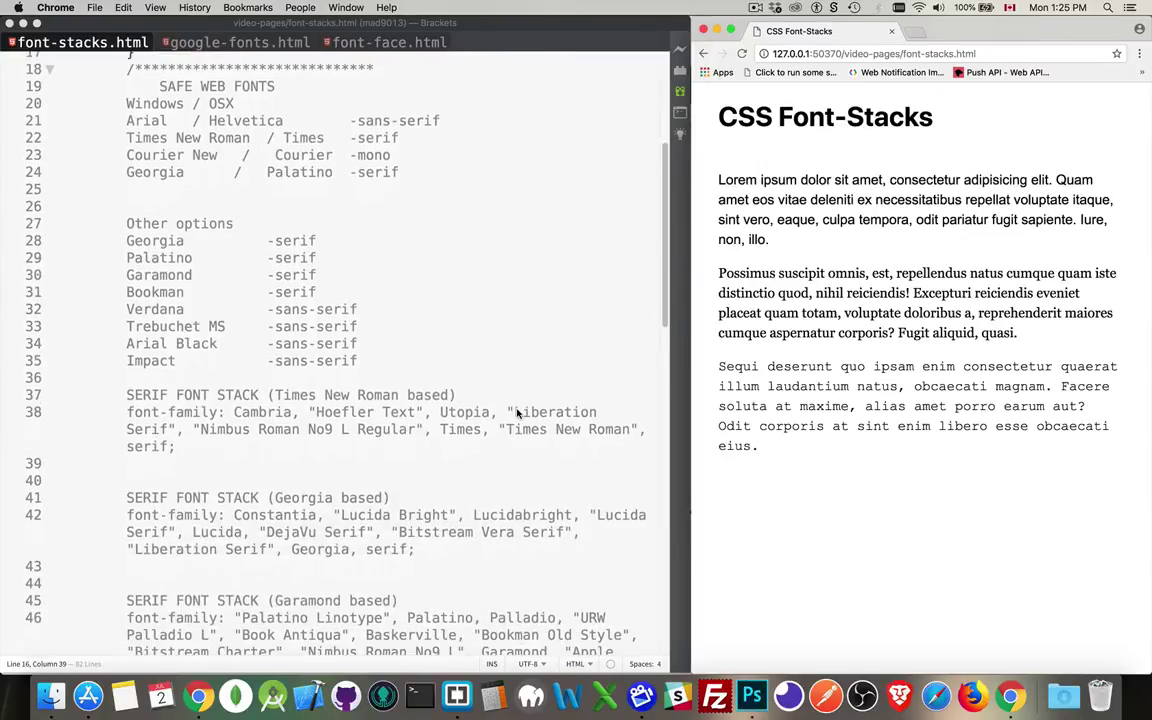 Chrome File Edit View History Bookmarks People Window Help 100% Mon 1:25 PM
video-pages/font-stacks.html (mad9013) — Brackets
font-stacks.html google-fonts.html font-face.html
17 }
18 /****************************
19 SAFE WEB FONTS
20 Windows / OSX
21 Arial / Helvetica -sans-serif
22 Times New Roman / Times -serif
23 Courier New / Courier -mono
24 Georgia / Palatino -serif
25
26
27 Other options
28 Georgia -serif
29 Palatino -serif
30 Garamond -serif
31 Bookman -serif
32 Verdana -sans-serif
33 Trebuchet MS -sans-serif
34 Arial Black -sans-serif
35 Impact -sans-serif
36
37 SERIF FONT STACK (Times New Roman based)
38 font-family: Cambria, "Hoefler Text", Utopia, "Liberation
Serif", "Nimbus Roman No9 L Regular", Times, "Times New Roman",
serif;
39
40
41 SERIF FONT STACK (Georgia based)
42 font-family: Constantia, "Lucida Bright", Lucidabright, "Lucida
Serif", Lucida, "DejaVu Serif", "Bitstream Vera Serif",
"Liberation Serif", Georgia, serif;
43
44
45 SERIF FONT STACK (Garamond based)
46 font-family: "Palatino Linotype", Palatino, Palladio, "URW
Palladio L", "Book Antiqua", Baskerville, "Bookman Old Style",
"Bitstream Charter", "Nimbus Roman No9 L", Garamond, "Apple
Line 16, Column 39 — 82 Lines INS UTF-8 HTML Spaces: 4
CSS Font-Stacks
127.0.0.1:50370/video-pages/font-stacks.html
Apps Click to run some s... Web Notification Im... Push API - Web API...
CSS Font-Stacks
Lorem ipsum dolor sit amet, consectetur adipisicing elit. Quam
amet eos vitae deleniti ex necessitatibus repellat voluptate itaque,
sint vero, eaque, culpa tempora, odit pariatur fugit sapiente. Iure,
non, illo.
Possimus suscipit omnis, est, repellendus natus cumque quam iste
distinctio quod, nihil reiciendis! Excepturi reiciendis eveniet
placeat quam totam, voluptate doloribus a, reprehenderit maiores
cumque aspernatur corporis? Fugit aliquid, quasi.
Sequi deserunt quo ipsam enim consectetur quaerat
illum laudantium natus, obcaecati magnam. Facere
soluta at maxime, alias amet porro earum aut?
Odit corporis at sint enim libero esse obcaecati
eius.